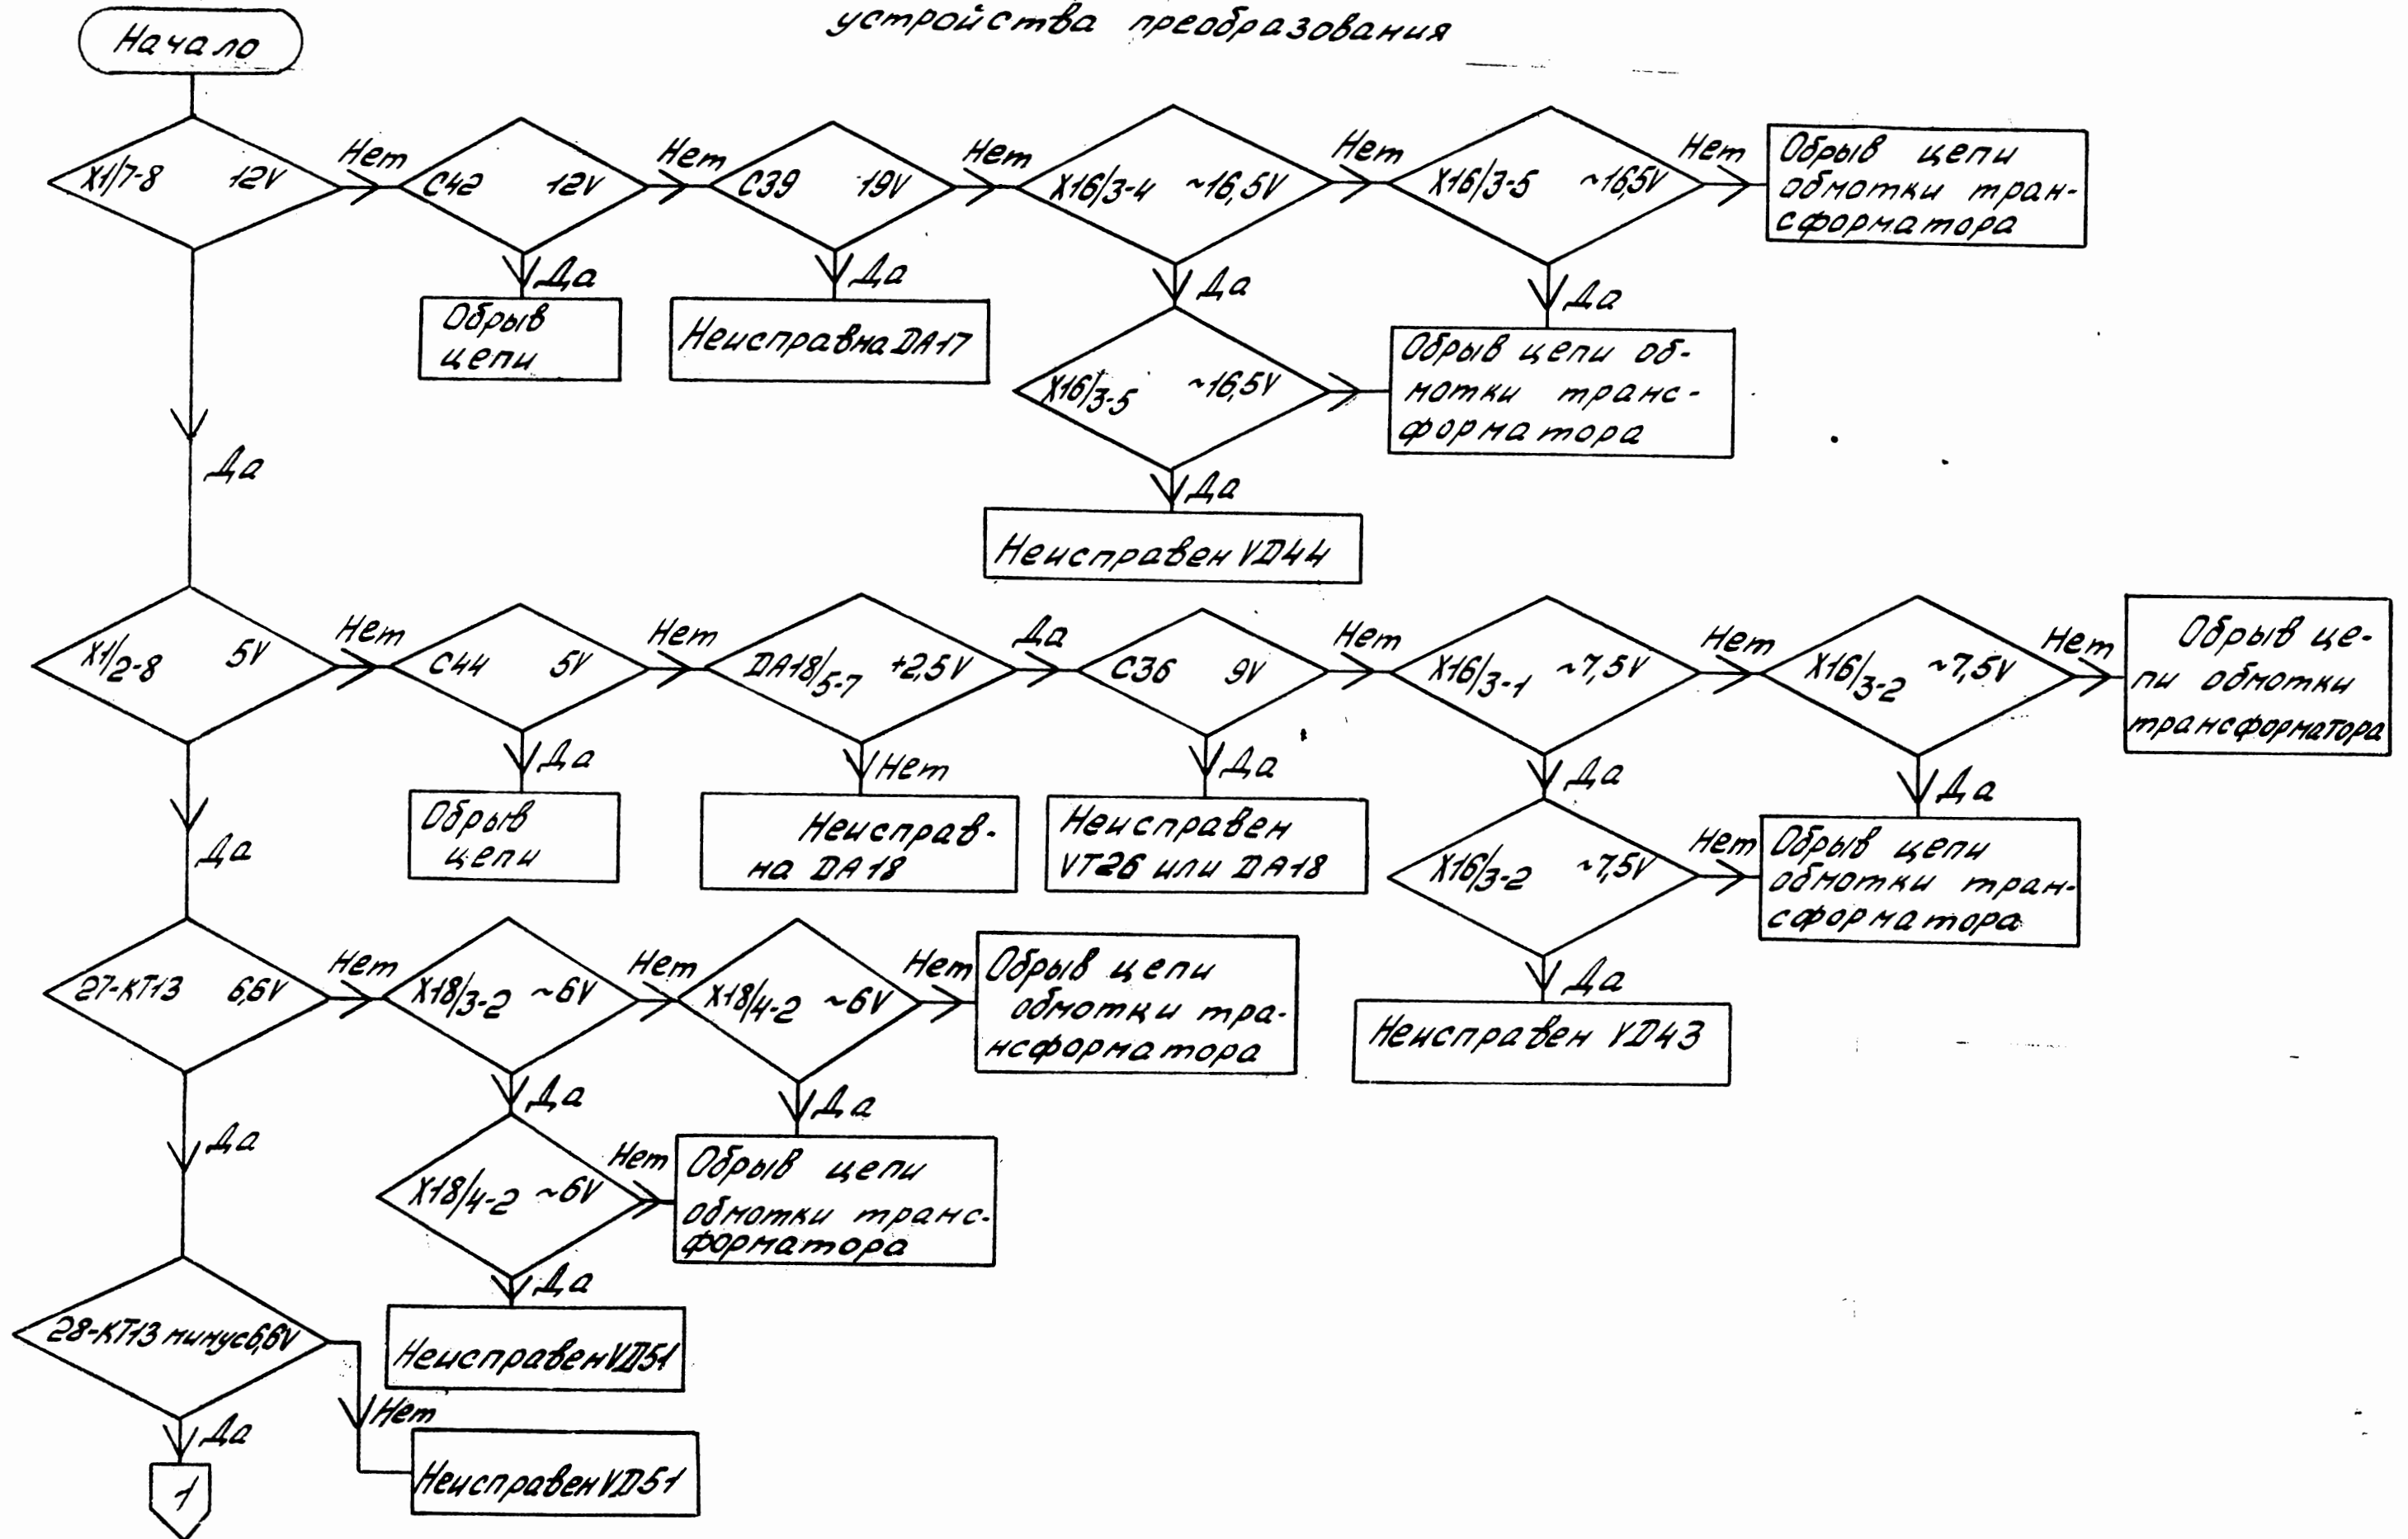 устройства преобразования
Начало
X1/7-8 12V
Нет
C42 12V
Нет
C39 19V
Нет
X16/3-4 ~16,5V
Нет
X16/3-5 ~16,5V
Нет
Обрыв цепи
обмотки тран-
сформатора
Да
Обрыв
цепи
Да
Неисправна DA17
Да
Да
X16/3-5 ~16,5V
Обрыв цепи об-
мотки транс-
форматора
Да
Да
Неисправен VD44
X1/2-8 5V
Нет
C44 5V
Нет
DA18/5-7 +2,5V
Да
C36 9V
Нет
X16/3-1 ~7,5V
Нет
X16/3-2 ~7,5V
Нет
Обрыв це-
пи обмотки
трансформатора
Да
Обрыв
цепи
Нет
Неисправ-
на DA18
Да
Неисправен
VT26 или DA18
Да
Да
X16/3-2 ~7,5V
Нет
Обрыв цепи
обмотки тран-
сформатора
Да
Да
Неисправен VD43
27-КТ13 6,6V
Нет
X18/3-2 ~6V
Нет
X18/4-2 ~6V
Нет
Обрыв цепи
обмотки тра-
нсформатора
Да
Да
Да
X18/4-2 ~6V
Нет
Обрыв цепи
обмотки транс-
форматора
Да
Неисправен VD51
28-КТ13 минус 6,6V
Нет
Неисправен VD51
Да
1